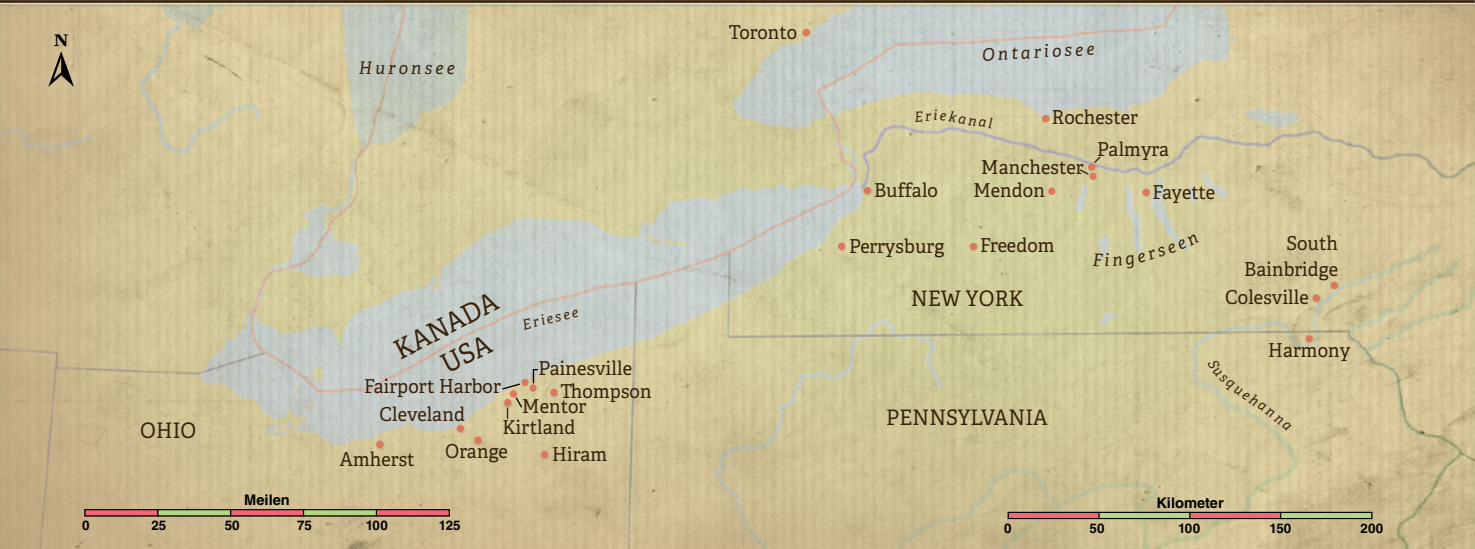 N
Toronto
Huronsee
Ontariosee
Eriekanal
Rochester
Palmyra
Manchester
Buffalo
Mendon
Fayette
Perrysburg
Freedom
Fingerseen
South
Bainbridge
Colesville
NEW YORK
KANADA
USA
Eriesee
Harmony
Susquehanna
Painesville
Fairport Harbor
Thompson
Mentor
Cleveland
Kirtland
PENNSYLVANIA
OHIO
Amherst
Orange
Hiram
Meilen
0 25 50 75 100 125
Kilometer
0 50 100 150 200